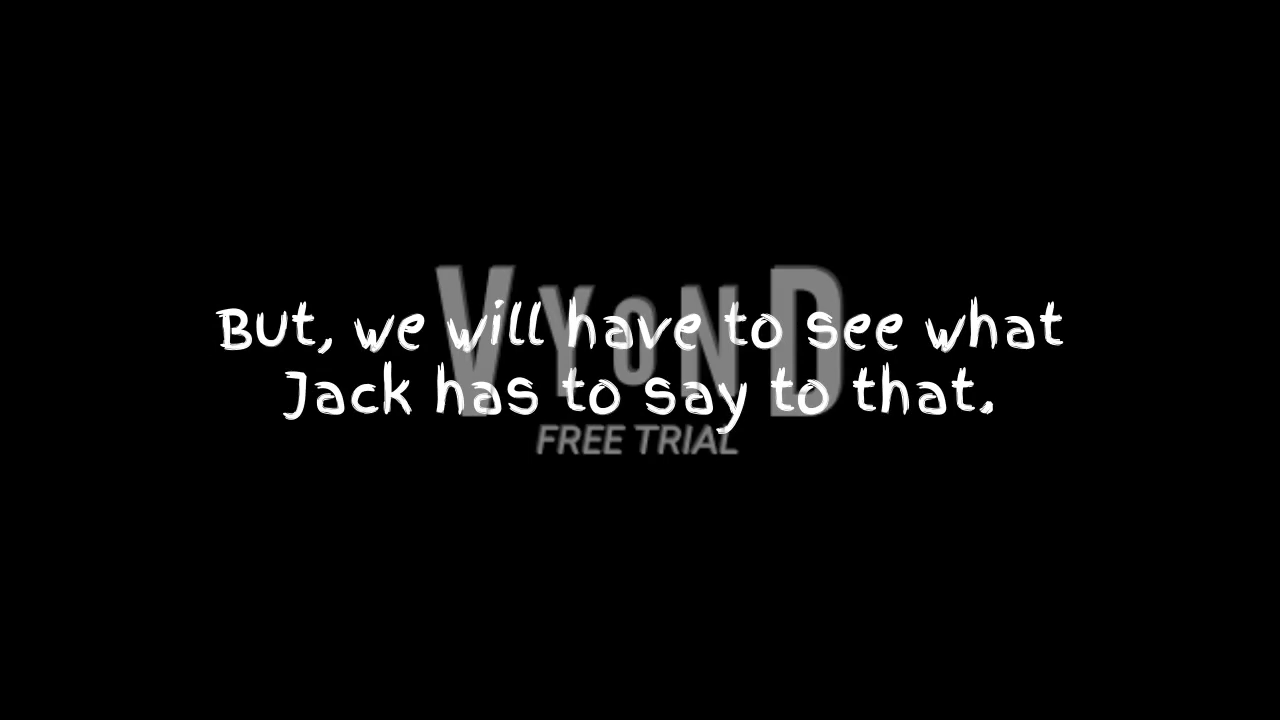 But, we will have to see what
Jack has to say to that.
VYOND
FREE TRIAL